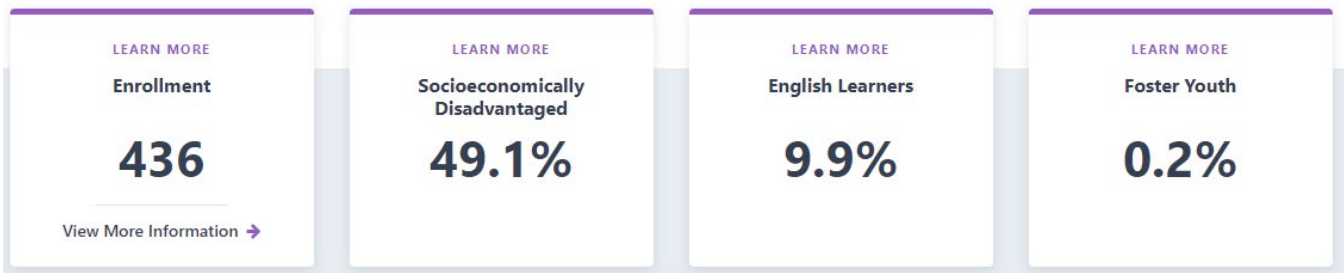 LEARN MORE
Enrollment
436
View More Information
LEARN MORE
Socioeconomically
Disadvantaged
49.1%
LEARN MORE
English Learners
9.9%
LEARN MORE
Foster Youth
0.2%